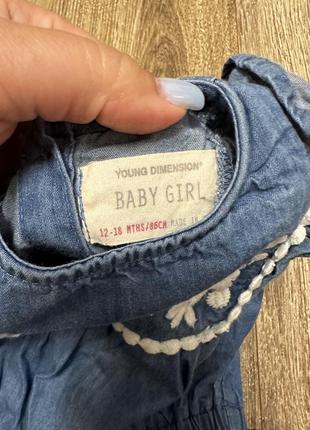 YOUNG DIMENSION®
BABY GIRL
12-18 MTHS/86CM MADE IN